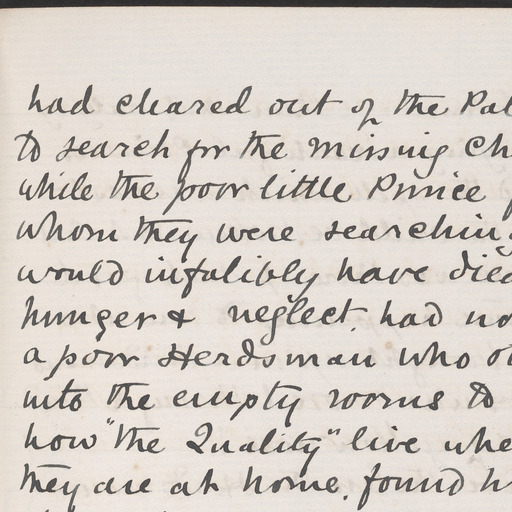 had cleared out of the Pal
to search for the missing Ch
while the poor little Prince
whom they were searching
would infalibly have died
hunger & neglect, had no
a poor Herdsman who
into the empty rooms to
how "the Quality" live whe
they are at home, found h